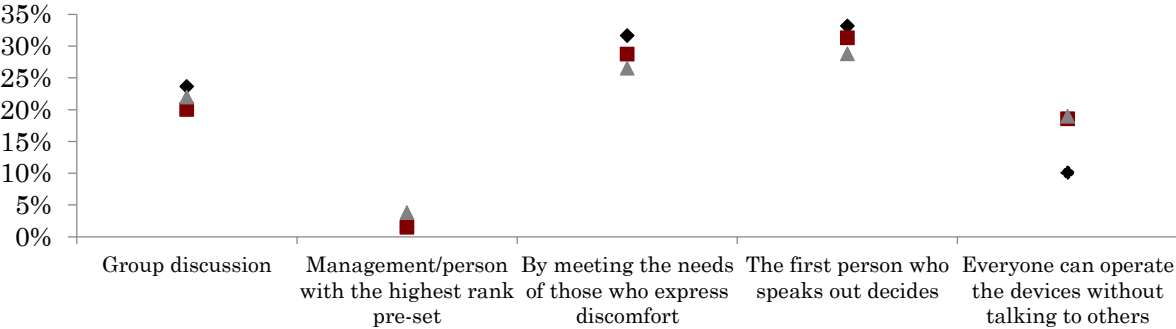 35%
30%
25%
20%
15%
10%
5%
0%
Group discussion
Management/person
with the highest rank
pre-set
By meeting the needs
of those who express
discomfort
The first person who
speaks out decides
Everyone can operate
the devices without
talking to others